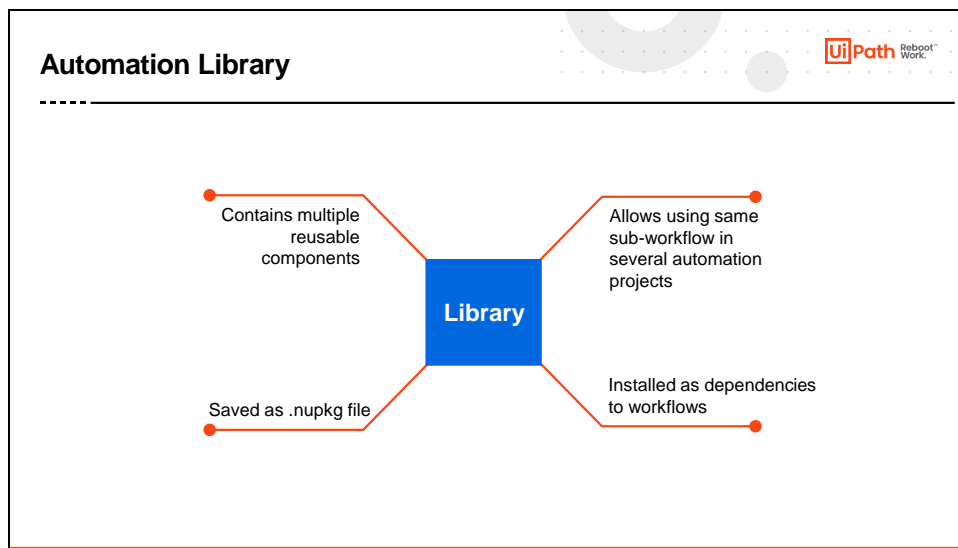 Automation Library
UiPath Reboot™
Work.
Contains multiple
reusable
components
Allows using same
sub-workflow in
several automation
projects
Library
Saved as .nupkg file
Installed as dependencies
to workflows